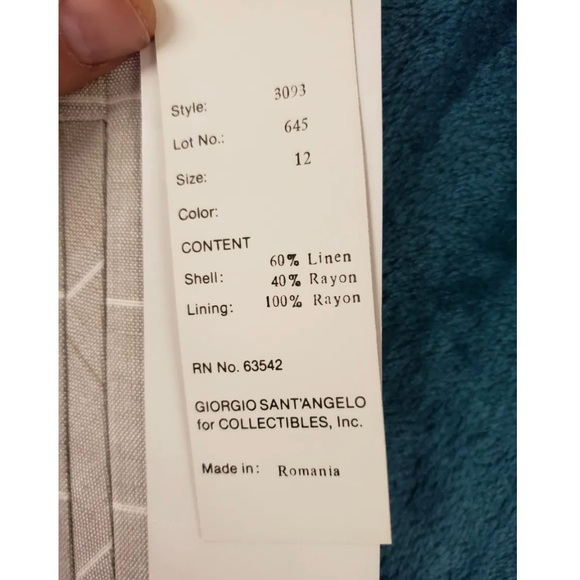 Style: 3093
Lot No.: 645
Size: 12
Color:
CONTENT
60% Linen
Shell: 40% Rayon
Lining: 100% Rayon
RN No. 63542
GIORGIO SANT'ANGELO
for COLLECTIBLES, Inc.
Made in: Romania